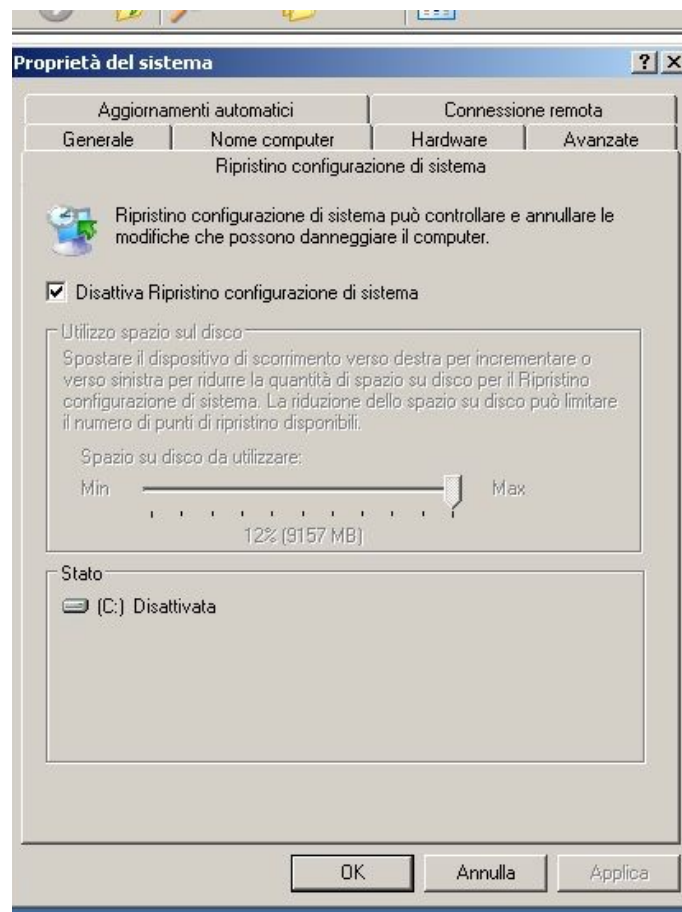 Proprietà del sistema
Aggiornamenti automatici
Connessione remota
Generale
Nome computer
Hardware
Avanzate
Ripristino configurazione di sistema
Ripristino configurazione di sistema può controllare e annullare le
modifiche che possono danneggiare il computer.
Disattiva Ripristino configurazione di sistema
Utilizzo spazio sul disco
Spostare il dispositivo di scorrimento verso destra per incrementare o
verso sinistra per ridurre la quantità di spazio su disco per il Ripristino
configurazione di sistema. La riduzione dello spazio su disco può limitare
il numero di punti di ripristino disponibili.
Spazio su disco da utilizzare:
Min
Max
12% (9157 MB)
Stato
(C:) Disattivata
OK
Annulla
Applica